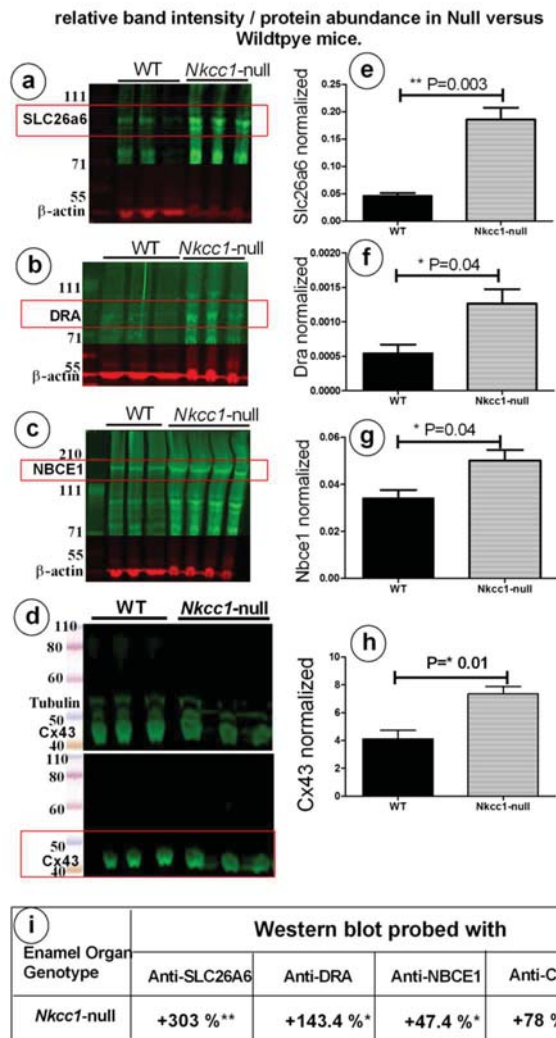 relative band intensity / protein abundance in Null versus
Wildtpye mice.
a
WT Nkcc1-null
111
SLC26a6
71
55
β-actin
e
** P=0.003
Slc26a6 normalized
0.25
0.20
0.15
0.10
0.05
0.00
WT Nkcc1-null
b
WT Nkcc1-null
111
DRA
71
55
β-actin
f
* P=0.04
Dra normalized
0.0020
0.0015
0.0010
0.0005
0.0000
WT Nkcc1-null
c
WT Nkcc1-null
210
NBCE1
111
71
55
β-actin
g
* P=0.04
Nbce1 normalized
0.06
0.04
0.02
0.00
WT Nkcc1-null
d
WT Nkcc1-null
110
80
60
Tubulin
50
Cx43
40
110
80
60
50
Cx43
40
h
P=* 0.01
Cx43 normalized
10
8
6
4
2
0
WT Nkcc1-null
i
Enamel Organ
Genotype
Western blot probed with
Anti-SLC26A6 Anti-DRA Anti-NBCE1 Anti-C
Nkcc1-null +303 %** +143.4 %* +47.4 %* +78 %